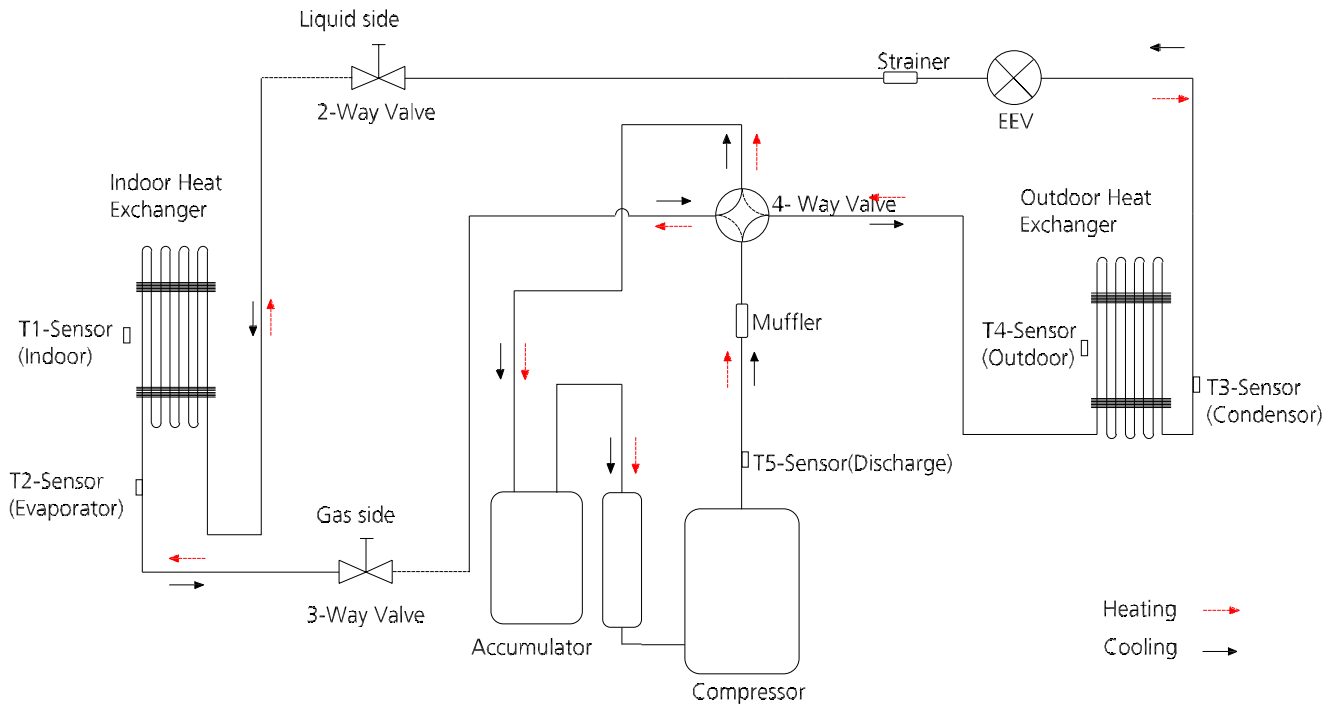 Liquid side
2-Way Valve
Strainer
EEV
Indoor Heat
Exchanger
4- Way Valve
Outdoor Heat
Exchanger
T1-Sensor
(Indoor)
Muffler
T4-Sensor
(Outdoor)
T3-Sensor
(Condensor)
T2-Sensor
(Evaporator)
T5-Sensor(Discharge)
Gas side
3-Way Valve
Accumulator
Compressor
Heating
Cooling